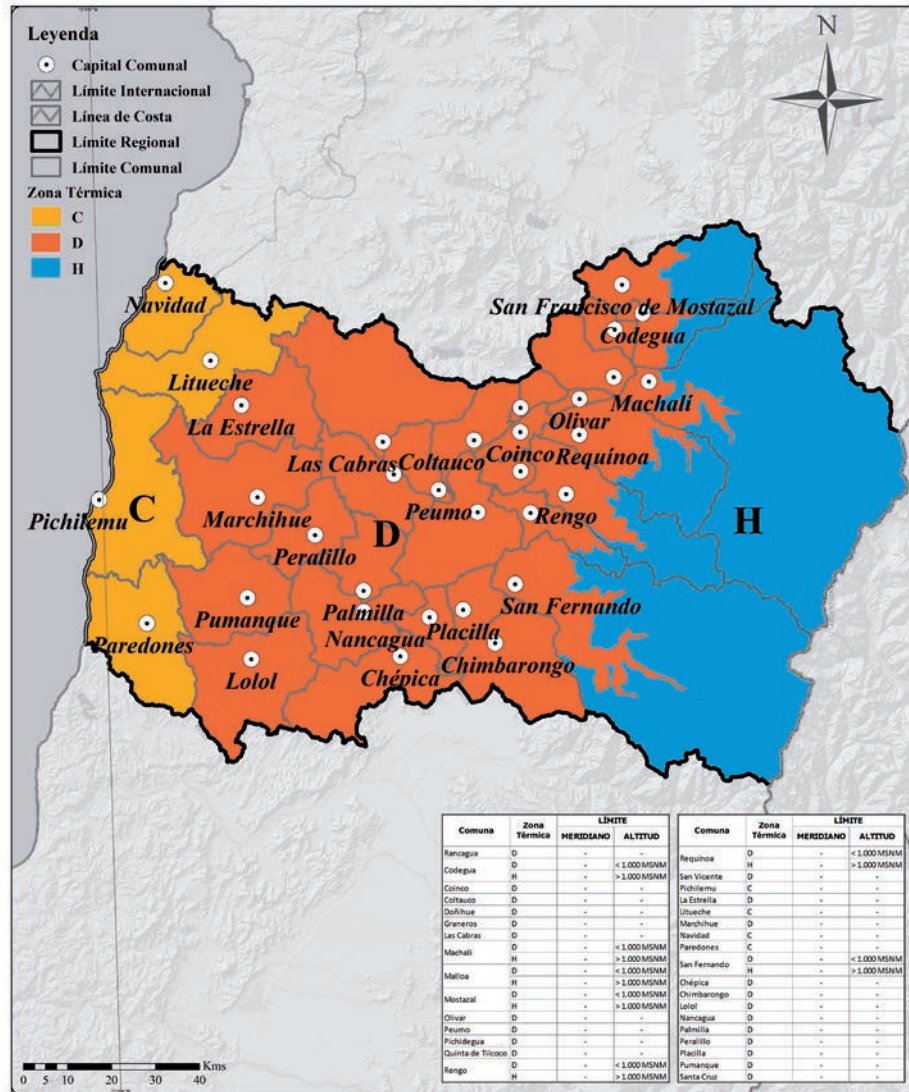 Leyenda
Capital Comunal
Límite Internacional
Línea de Costa
Límite Regional
Límite Comunal
Zona Térmica
C
D
H
N
Navidad
San Francisco de Mostazal
Codegua
Litueche
Machalí
La Estrella
Olivar
Las Cabras
Coltauco
Coinco
Requínoa
Pichilemu
C
Marchihue
Peumo
Rengo
H
D
Peralillo
Pumanque
Palmilla
San Fernando
Paredones
Nancagua
Placilla
Lolol
Chépica
Chimbarongo
Comuna Zona Térmica LÍMITE
MERIDIANO ALTITUD
Rancagua D - -
Codegua D - < 1.000 MSNM
H - > 1.000 MSNM
Coinco D - -
Coltauco D - -
Doñihue D - -
Graneros D - -
Las Cabras D - -
Machalí D - < 1.000 MSNM
H - > 1.000 MSNM
Malloa D - < 1.000 MSNM
H - > 1.000 MSNM
Mostazal D - < 1.000 MSNM
H - > 1.000 MSNM
Olivar D - -
Peumo D - -
Pichidegua D - -
Quinta de Tilcoco D - -
Rengo D - < 1.000 MSNM
H - > 1.000 MSNM
Comuna Zona Térmica LÍMITE
MERIDIANO ALTITUD
Requínoa D - < 1.000 MSNM
H - > 1.000 MSNM
San Vicente D - -
Pichilemu C - -
La Estrella D - -
Litueche C - -
Marchihue D - -
Navidad C - -
Paredones C - -
San Fernando D - < 1.000 MSNM
H - > 1.000 MSNM
Chépica D - -
Chimbarongo D - -
Lolol D - -
Nancagua D - -
Palmilla D - -
Peralillo D - -
Placilla D - -
Pumanque D - -
Santa Cruz D - -
0 5 10 20 30 40 Kms